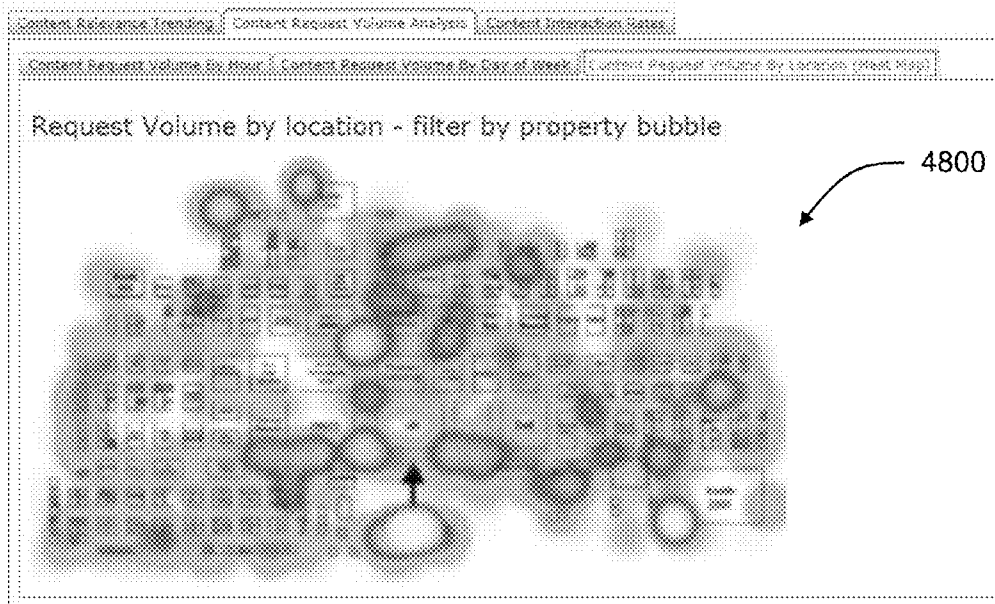 Content Relevance Trending Content Request Volume Analysis Content Interaction Rates
Content Request Volume By Hour Content Request Volume By Day of Week Content Request Volume By Location (Heat Map)
Request Volume by location - filter by property bubble
4800